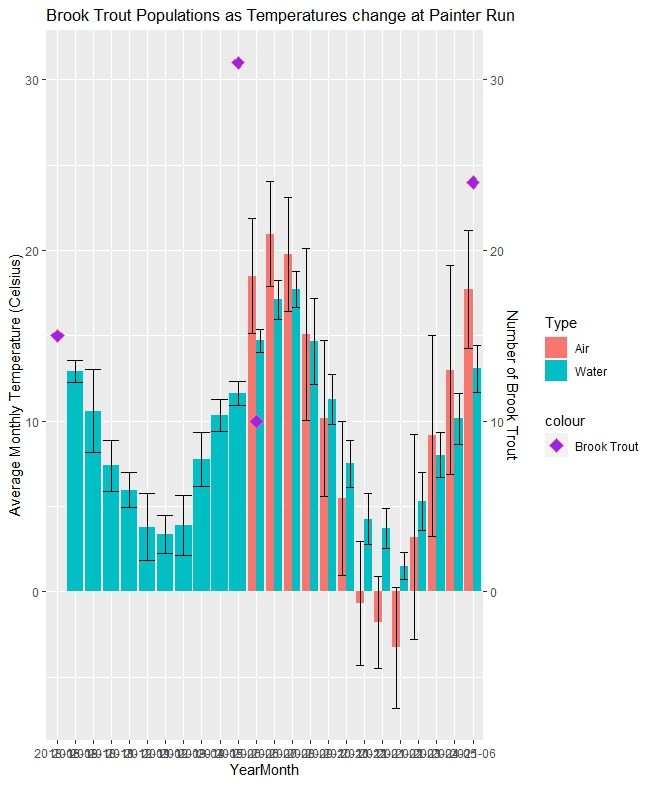 Brook Trout Populations as Temperatures change at Painter Run
30
30
20
20
10
10
0
0
Average Monthly Temperature (Celsius)
Number of Brook Trout
Type
Air
Water
colour
Brook Trout
YearMonth